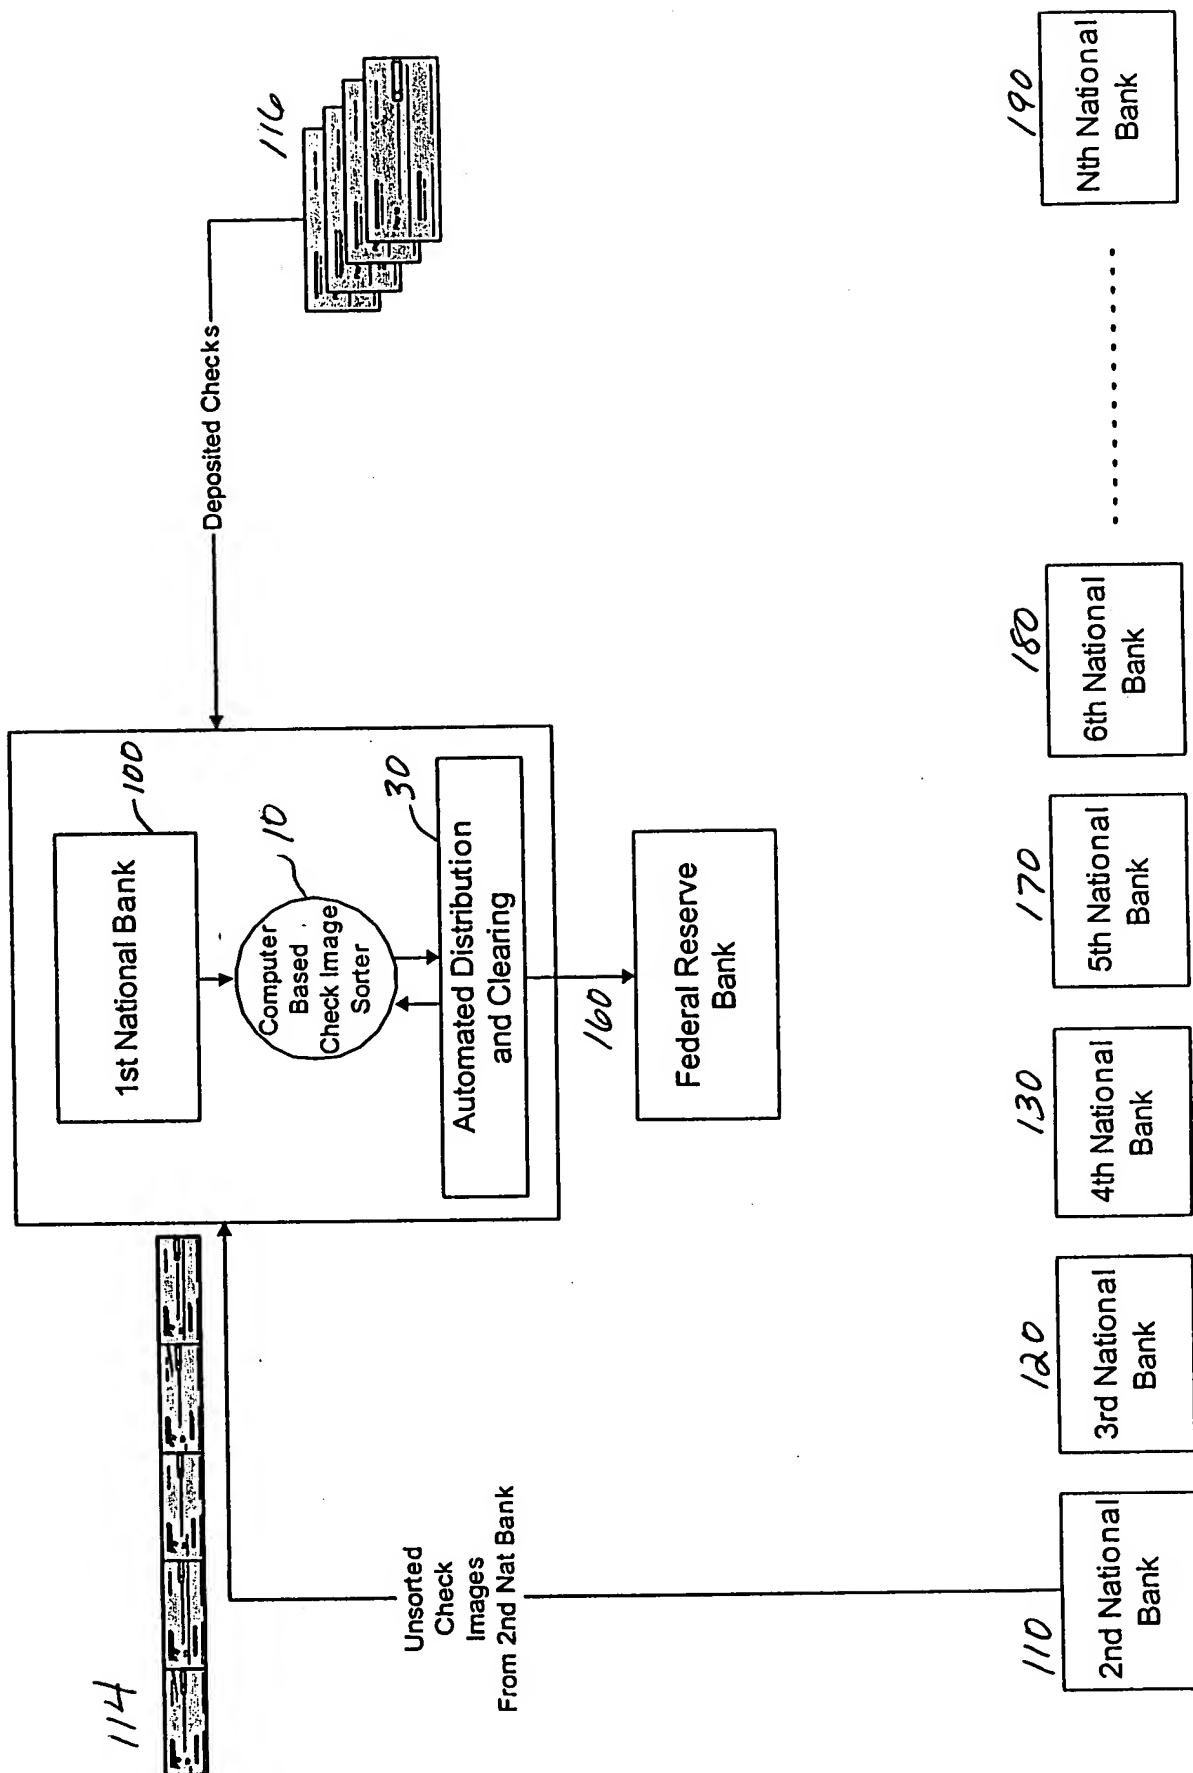 114
116
Deposited Checks
1st National Bank
100
Computer
Based
Check Image
Sorter
10
Automated Distribution
and Clearing
30
160
Federal Reserve
Bank
Unsorted
Check
Images
From 2nd Nat Bank
110
2nd National
Bank
120
3rd National
Bank
130
4th National
Bank
170
5th National
Bank
180
6th National
Bank
190
Nth National
Bank